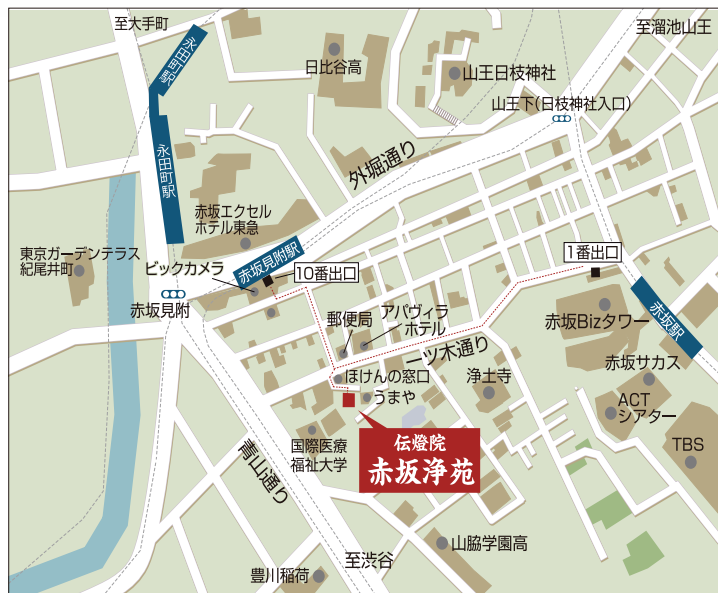 至大手町
永田町駅
日比谷高
山王日枝神社
至溜池山王
山王下(日枝神社入口)
永田町駅
外堀通り
赤坂エクセル
ホテル東急
東京ガーデンテラス
紀尾井町
ビックカメラ
赤坂見附駅
10番出口
1番出口
赤坂見附
郵便局
アパヴィラ
ホテル
一ツ木通り
赤坂Bizタワー
赤坂駅
ほけんの窓口
うまや
浄土寺
赤坂サカス
ACT
シアター
TBS
国際医療
福祉大学
伝燈院
赤坂浄苑
青山通り
至渋谷
山脇学園高
豊川稲荷